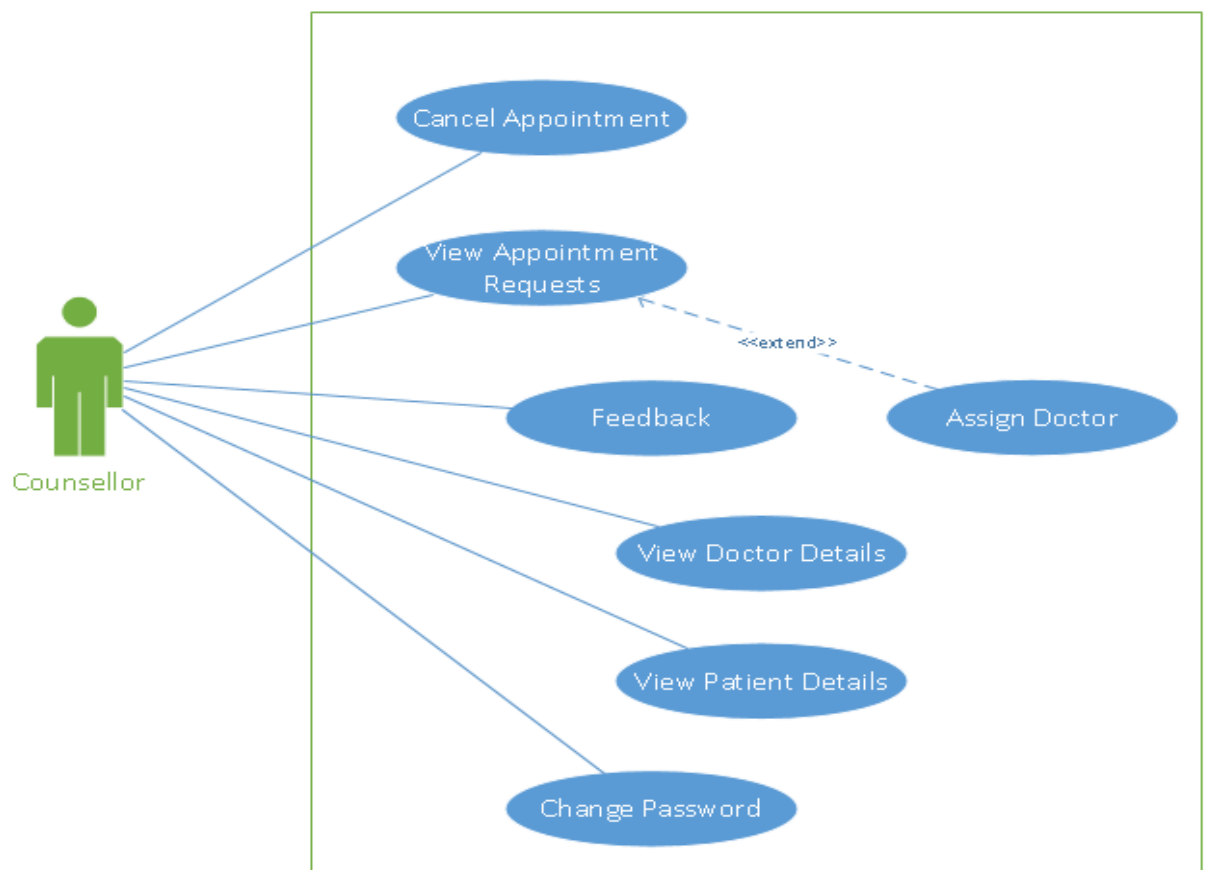 Cancel Appointment
View Appointment
Requests
<<extend>>
Feedback
Assign Doctor
Counsellor
View Doctor Details
View Patient Details
Change Password